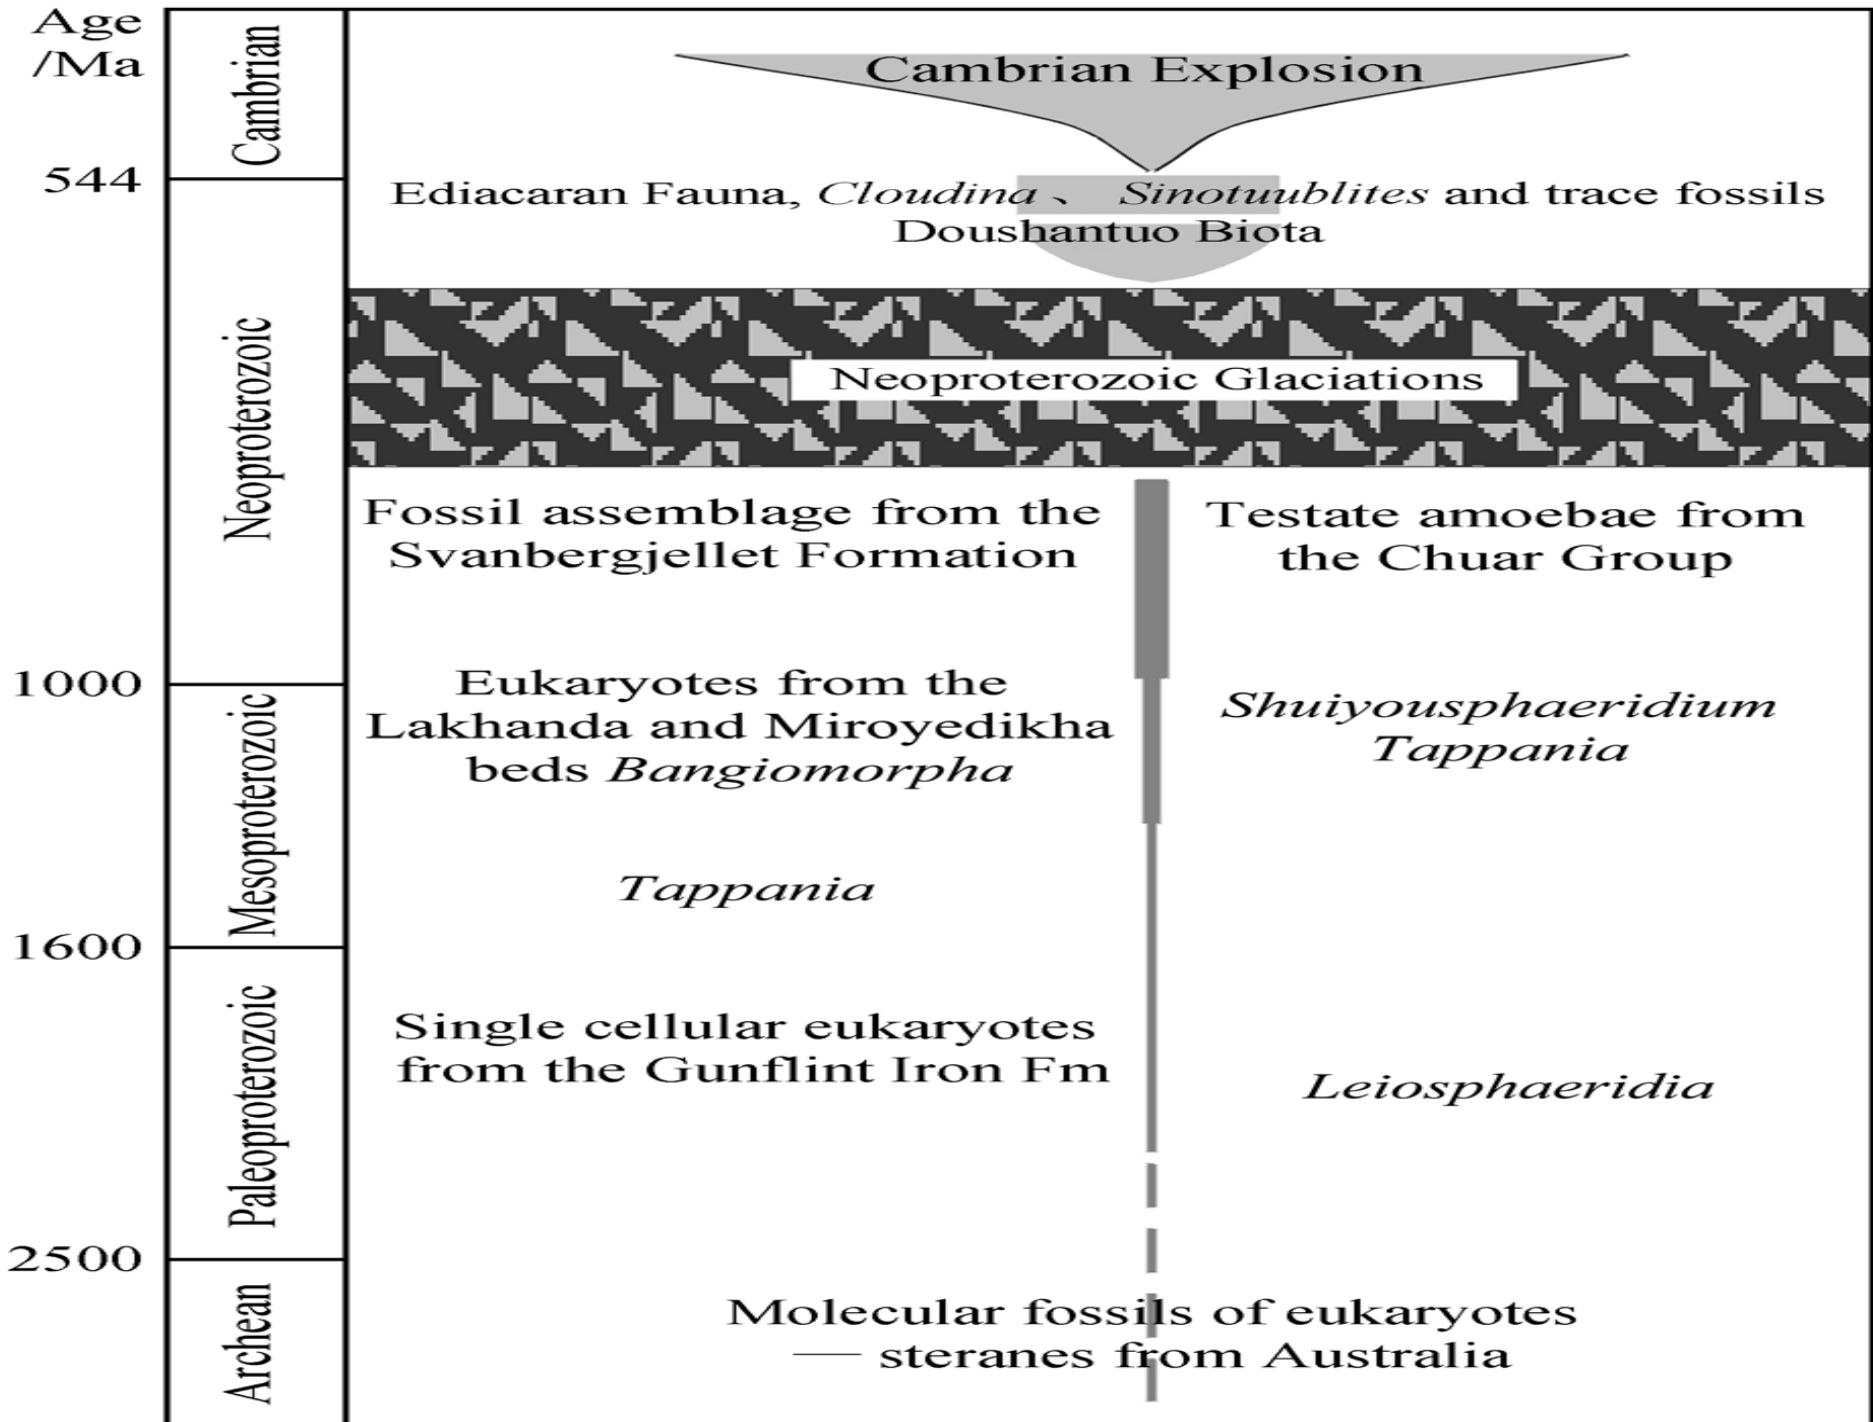 Age
/Ma
Cambrian
Cambrian Explosion
544
Ediacaran Fauna, Cloudina 、 Sinotuublites and trace fossils
Doushantuo Biota
Neoproterozoic
Neoproterozoic Glaciations
Fossil assemblage from the
Svanbergjellet Formation
Testate amoebae from
the Chuar Group
1000
Eukaryotes from the
Lakhanda and Miroyedikha
beds Bangiomorpha
Shuiyousphaeridium
Tappania
Mesoproterozoic
Tappania
1600
Paleoproterozoic
Single cellular eukaryotes
from the Gunflint Iron Fm
Leiosphaeridia
2500
Archean
Molecular fossils of eukaryotes
— steranes from Australia